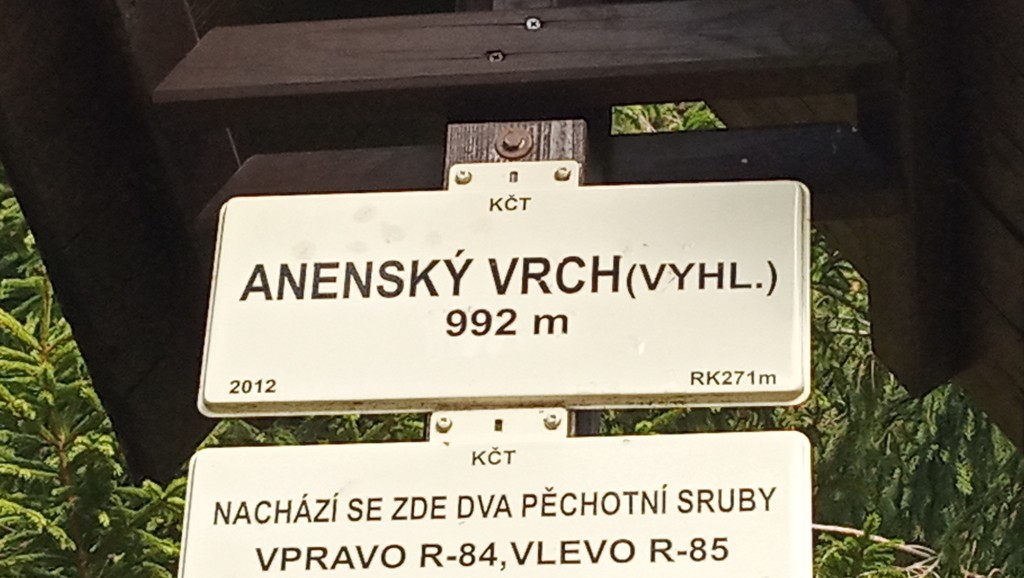 KČT
ANENSKÝ VRCH(VYHL.)
992 m
2012 RK271m
KČT
NACHÁZÍ SE ZDE DVA PĚCHOTNÍ SRUBY
VPRAVO R-84,VLEVO R-85